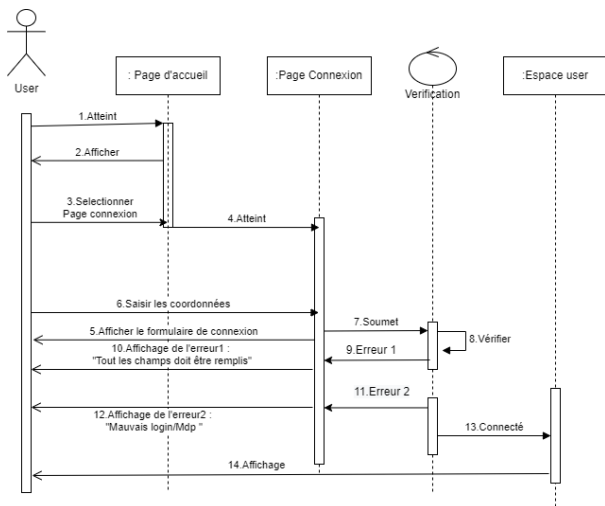 : Page d'accueil
:Page Connexion
:Espace user
User
Verification
1.Atteint
2.Afficher
3.Selectionner
Page connexion
4.Atteint
6.Saisir les coordonnées
7.Soumet
5.Afficher le formulaire de connexion
8.Vérifier
10.Affichage de l'erreur1 :
"Tout les champs doit être remplis"
9.Erreur 1
11.Erreur 2
12.Affichage de l'erreur2 :
"Mauvais login/Mdp "
13.Connecté
14.Affichage